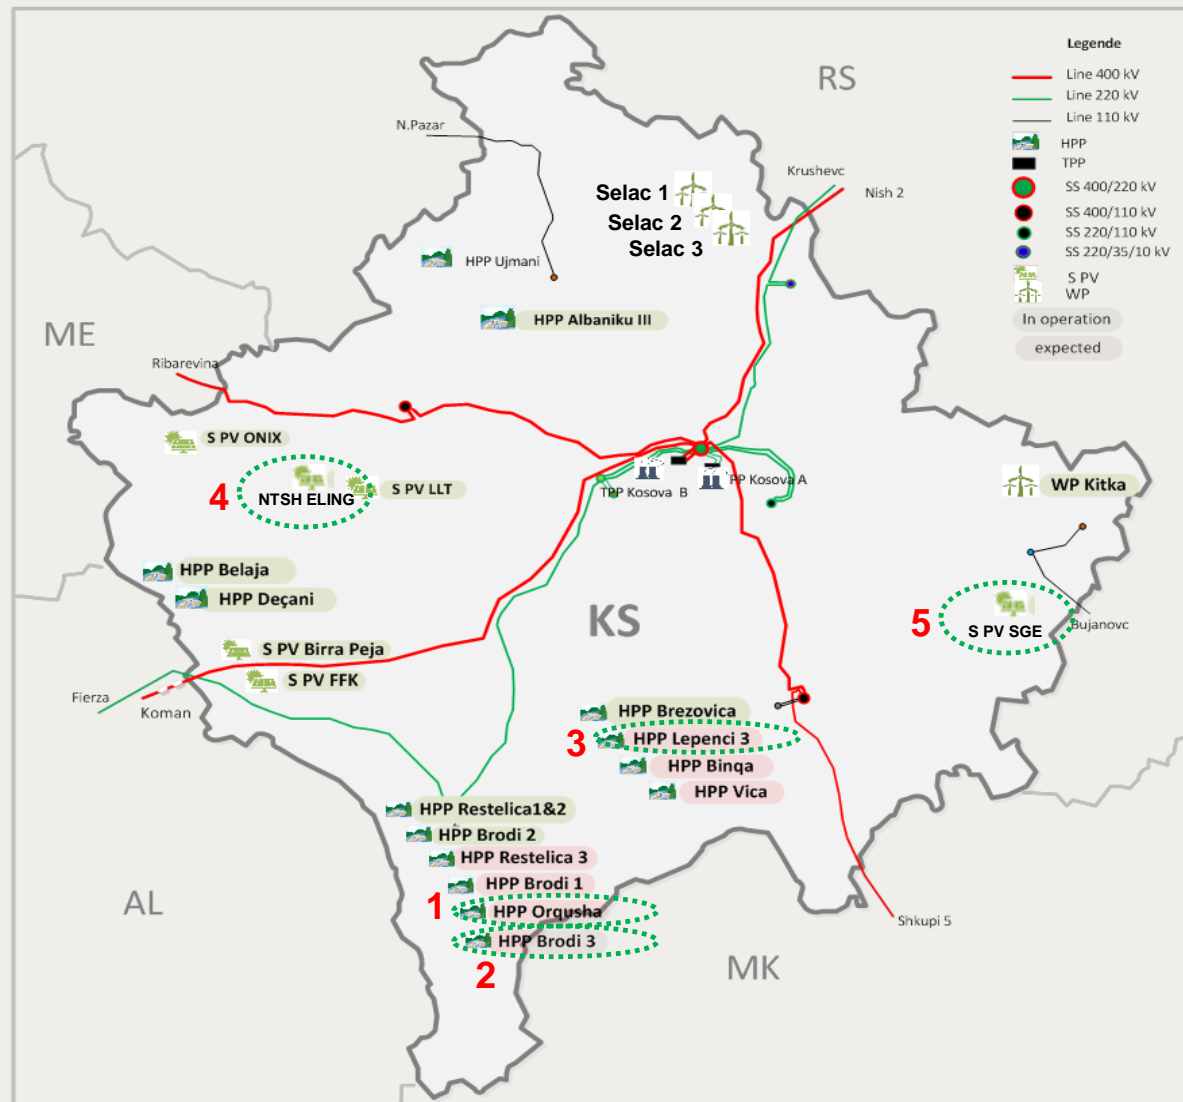 Legende
RS
Line 400 kV
Line 220 kV
Line 110 kV
HPP
TPP
SS 400/220 kV
SS 400/110 kV
SS 220/110 kV
SS 220/35/10 kV
S PV
WP
In operation
expected
N.Pazar
Krushevc
Nish 2
Selac 1
Selac 2
Selac 3
HPP Ujmani
HPP Albaniku III
ME
Ribarevina
S PV ONIX
4
NTSH ELING
S PV LLT
TPP Kosova B
PP Kosova A
WP Kitka
HPP Belaja
HPP Deçani
KS
5
S PV SGE
Bujanovc
S PV Birra Peja
S PV FFK
Fierza
Koman
HPP Brezovica
3
HPP Lepenci 3
HPP Binqa
HPP Vica
HPP Restelica1&2
HPP Brodi 2
HPP Restelica 3
HPP Brodi 1
1
HPP Orqusha
HPP Brodi 3
2
AL
MK
Shkupi 5